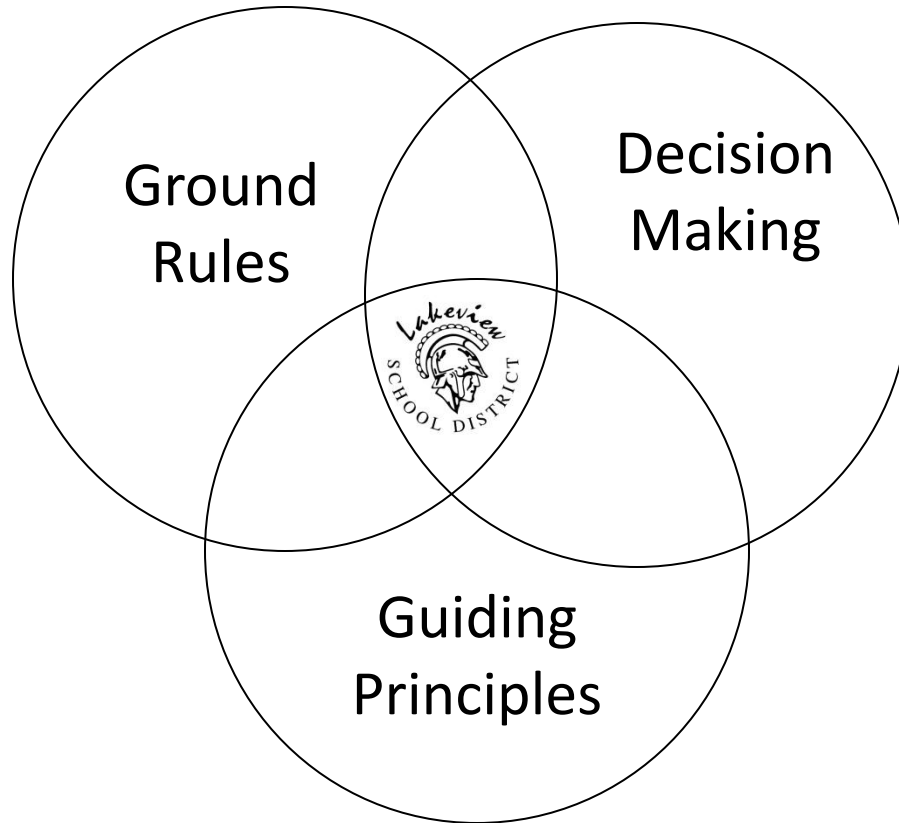 Ground
Rules
Decision
Making
Lakeview
SCHOOL DISTRICT
Guiding
Principles